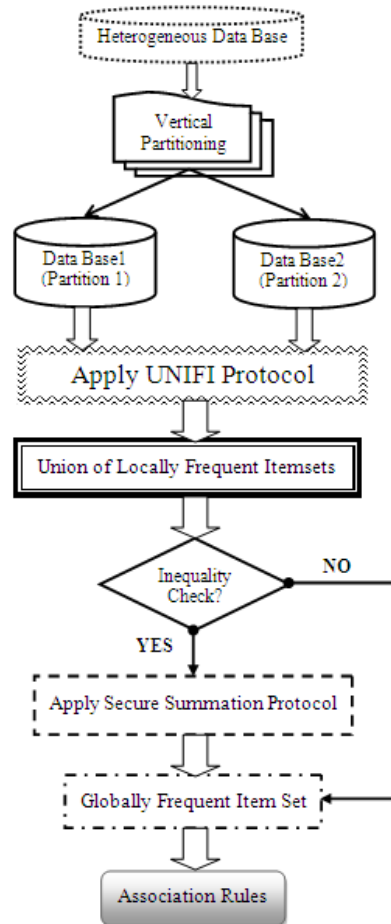 Heterogeneous Data Base
Vertical
Partitioning
Data Base1
(Partition 1)
Data Base2
(Partition 2)
Apply UNIFI Protocol
Union of Locally Frequent Itemsets
Inequality
Check?
NO
YES
Apply Secure Summation Protocol
Globally Frequent Item Set
Association Rules